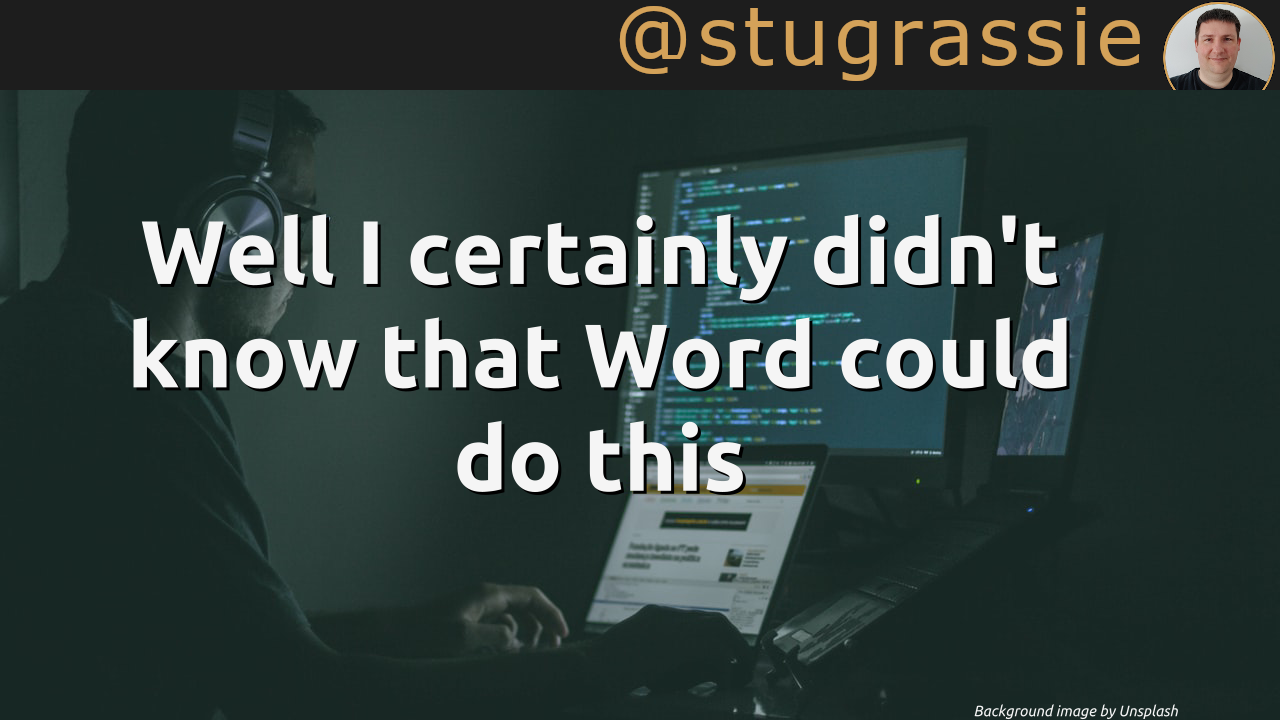 @stugrassie
Well I certainly didn't
know that Word could
do this
Background image by Unsplash